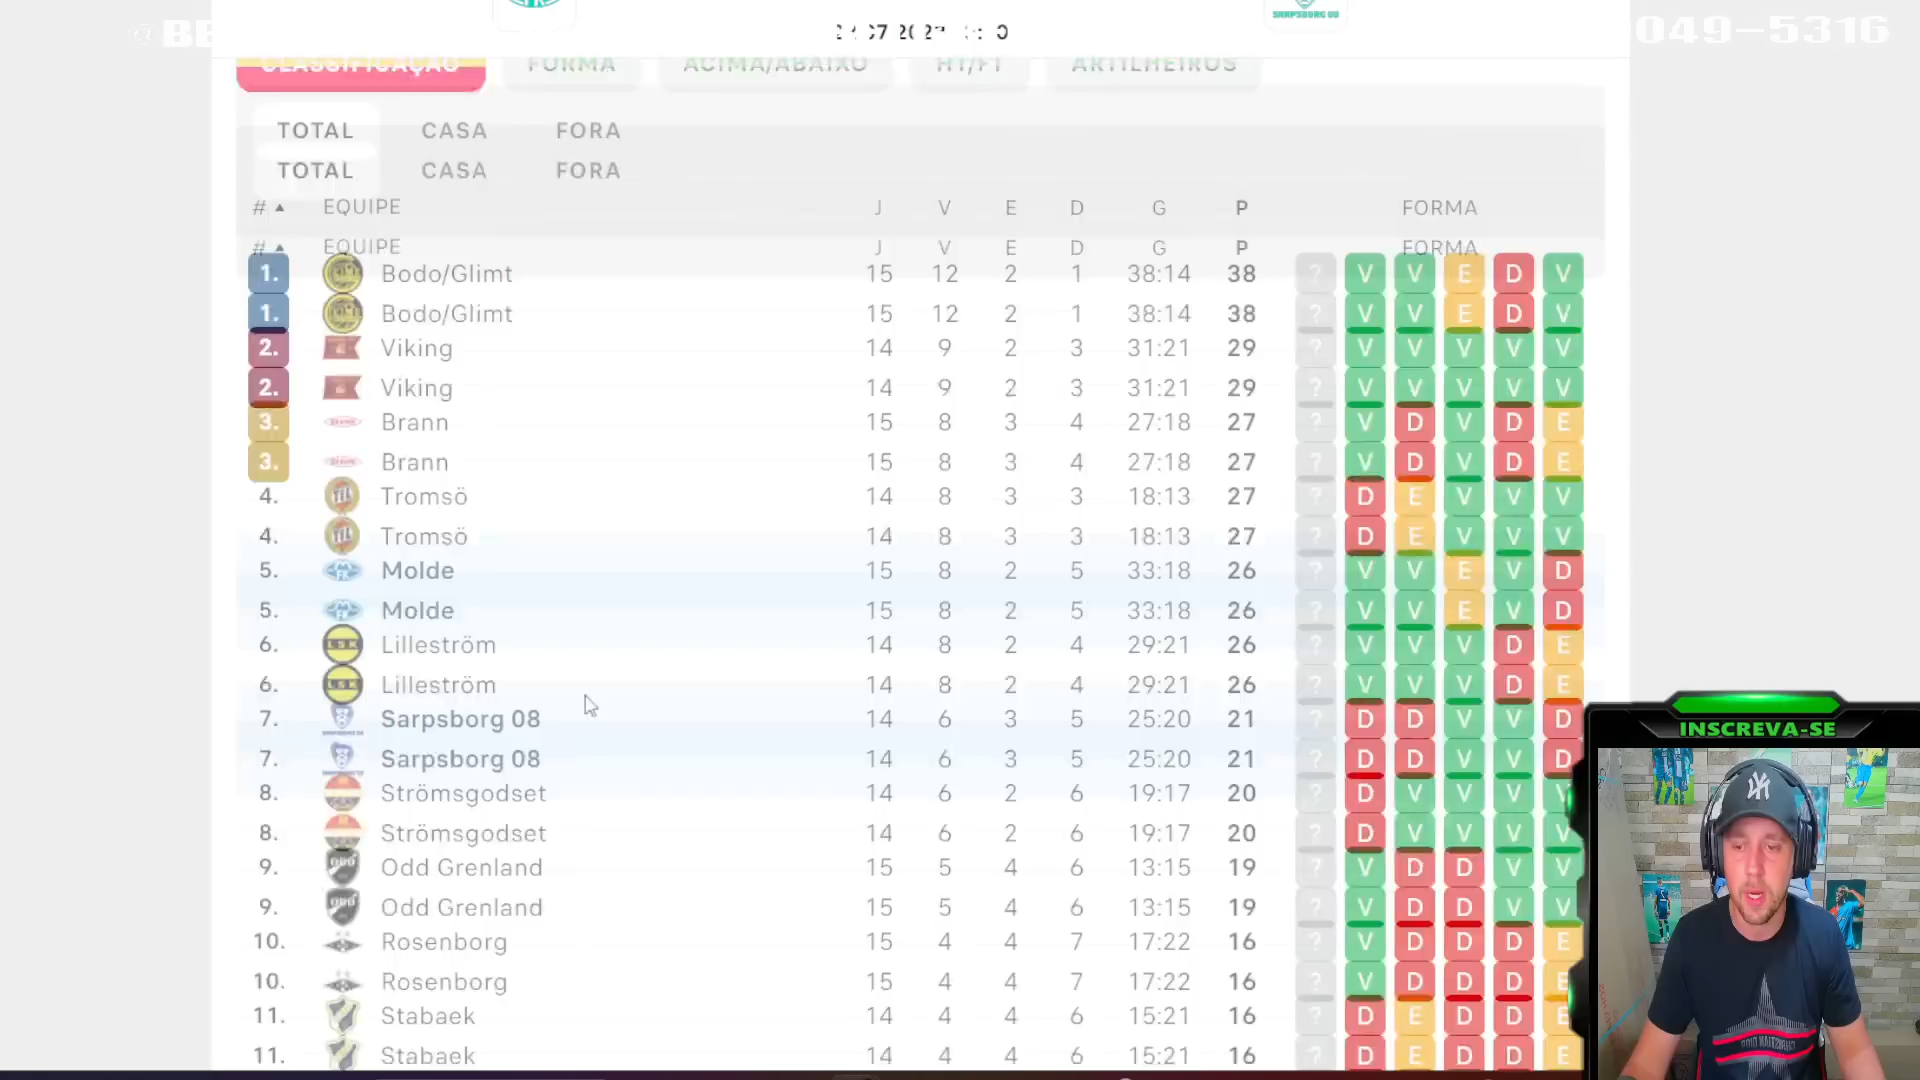 @BE
049-5316
SARPSBORG 08
CLASSIFICAÇÃO FORMA ACIMA/ABAIXO HT/FT ARTILHEIROS
TOTAL CASA FORA
TOTAL CASA FORA
# ▲ EQUIPE J V E D G P FORMA
# ▲ EQUIPE J V E D G P FORMA
1. Bodo/Glimt 15 12 2 1 38:14 38 ? V V E D V
1. Bodo/Glimt 15 12 2 1 38:14 38 ? V V E D V
2. Viking 14 9 2 3 31:21 29 ? V V V V V
2. Viking 14 9 2 3 31:21 29 ? V V V V V
3. Brann 15 8 3 4 27:18 27 ? V D V D E
3. Brann 15 8 3 4 27:18 27 ? V D V D E
4. Tromsö 14 8 3 3 18:13 27 ? D E V V V
4. Tromsö 14 8 3 3 18:13 27 ? D E V V V
5. Molde 15 8 2 5 33:18 26 ? V V E V D
5. Molde 15 8 2 5 33:18 26 ? V V E V D
6. LSK Lilleström 14 8 2 4 29:21 26 ? V V V D E
6. LSK Lilleström 14 8 2 4 29:21 26 ? V V V D E
7. Sarpsborg 08 14 6 3 5 25:20 21 ? D D V V D
7. Sarpsborg 08 14 6 3 5 25:20 21 ? D D V V D
8. Strömsgodset 14 6 2 6 19:17 20 ? D V V V V
8. Strömsgodset 14 6 2 6 19:17 20 ? D V V V V
9. ODD Odd Grenland 15 5 4 6 13:15 19 ? V D D V V
9. ODD Odd Grenland 15 5 4 6 13:15 19 ? V D D V V
10. Rosenborg 15 4 4 7 17:22 16 ? V D D D E
10. Rosenborg 15 4 4 7 17:22 16 ? V D D D E
11. Stabaek 14 4 4 6 15:21 16 ? D E D D E
11. Stabaek 14 4 4 6 15:21 16 ? D E D D E
INSCREVA-SE
NY
CHRISTIAN DIOR